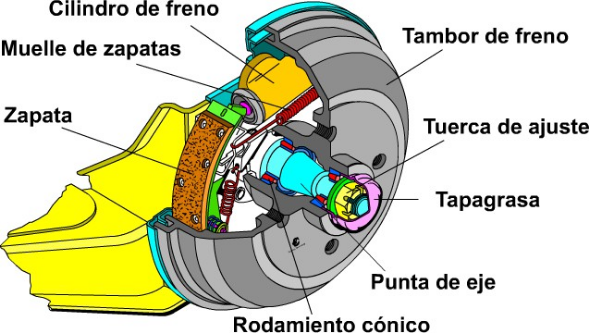 Cilindro de freno
Muelle de zapatas
Tambor de freno
Zapata
Tuerca de ajuste
Tapagrasa
Punta de eje
Rodamiento cónico